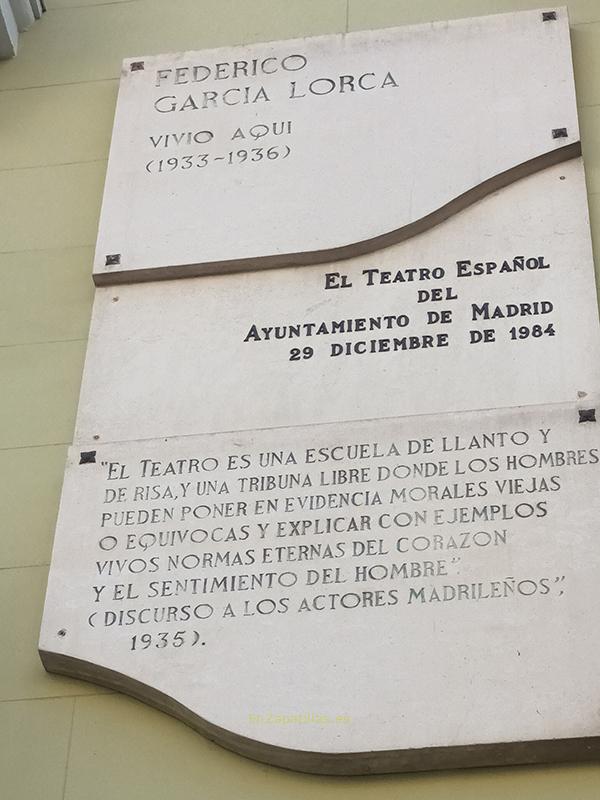 FEDERICO
GARCIA LORCA
VIVIO AQUI
(1933-1936)
EL TEATRO ESPAÑOL
DEL
AYUNTAMIENTO DE MADRID
29 DICIEMBRE DE 1984
"EL TEATRO ES UNA ESCUELA DE LLANTO Y
DE RISA,Y UNA TRIBUNA LIBRE DONDE LOS HOMBRES
PUEDEN PONER EN EVIDENCIA MORALES VIEJAS
O EQUIVOCAS Y EXPLICAR CON EJEMPLOS
VIVOS NORMAS ETERNAS DEL CORAZON
Y EL SENTIMIENTO DEL HOMBRE".
(DISCURSO A LOS ACTORES MADRILEÑOS",
1935).
EnZapatillas.es